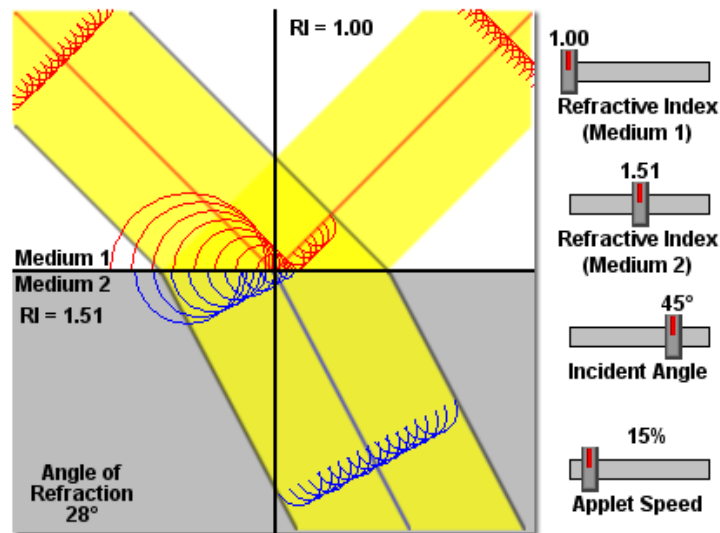 RI = 1.00
Medium 1
Medium 2
RI = 1.51
Angle of
Refraction
28°
1.00
Refractive Index
(Medium 1)
1.51
Refractive Index
(Medium 2)
45°
Incident Angle
15%
Applet Speed